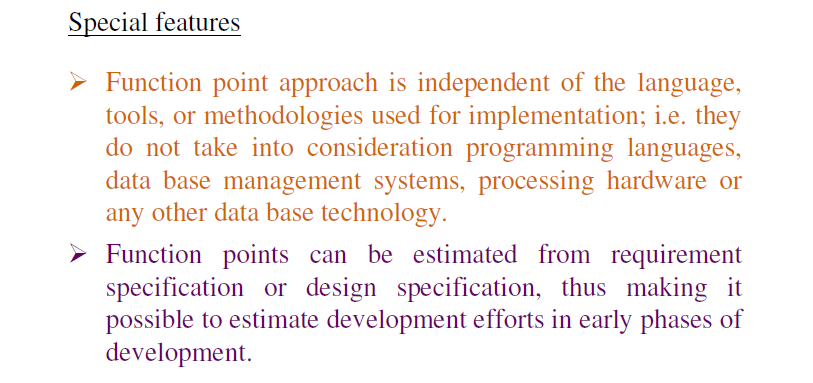 Special features
➢ Function point approach is independent of the language,
tools, or methodologies used for implementation; i.e. they
do not take into consideration programming languages,
data base management systems, processing hardware or
any other data base technology.
➢ Function points can be estimated from requirement
specification or design specification, thus making it
possible to estimate development efforts in early phases of
development.